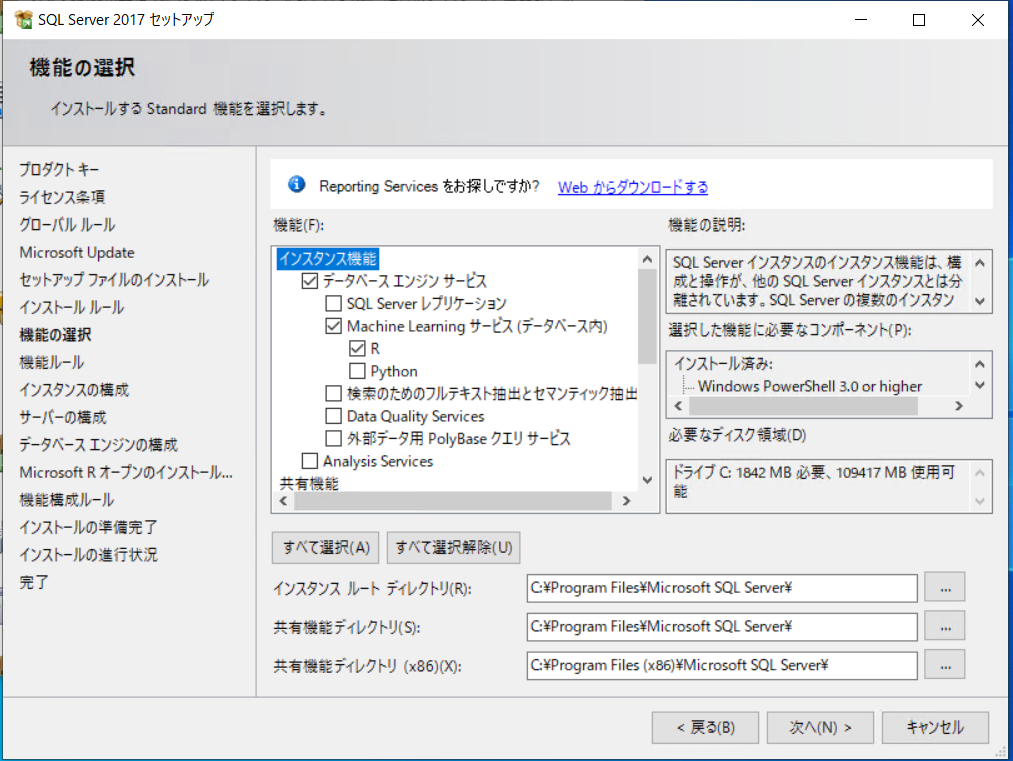 SQL Server 2017 セットアップ
機能の選択
インストールする Standard 機能を選択します。
プロダクト キー
ライセンス条項
グローバル ルール
Microsoft Update
セットアップ ファイルのインストール
インストール ルール
機能の選択
機能ルール
インスタンスの構成
サーバーの構成
データベース エンジンの構成
Microsoft R オープンのインストール...
機能構成ルール
インストールの準備完了
インストールの進行状況
完了
Reporting Services をお探しですか? Web からダウンロードする
機能(F):
インスタンス機能
データベース エンジン サービス
SQL Server レプリケーション
Machine Learning サービス (データベース内)
R
Python
検索のためのフルテキスト抽出とセマンティック抽出
Data Quality Services
外部データ用 PolyBase クエリ サービス
Analysis Services
共有機能
機能の説明:
SQL Server インスタンスのインスタンス機能は、構
成と操作が、他の SQL Server インスタンスとは分
離されています。SQL Server の複数のインスタン
選択した機能に必要なコンポーネント(P):
インストール済み:
Windows PowerShell 3.0 or higher
必要なディスク領域(D)
ドライブ C: 1842 MB 必要、109417 MB 使用可
能
すべて選択(A) すべて選択解除(U)
インスタンス ルート ディレクトリ(R): C:¥Program Files¥Microsoft SQL Server¥ ...
共有機能ディレクトリ(S): C:¥Program Files¥Microsoft SQL Server¥ ...
共有機能ディレクトリ (x86)(X): C:¥Program Files (x86)¥Microsoft SQL Server¥ ...
< 戻る(B) 次へ(N) > キャンセル